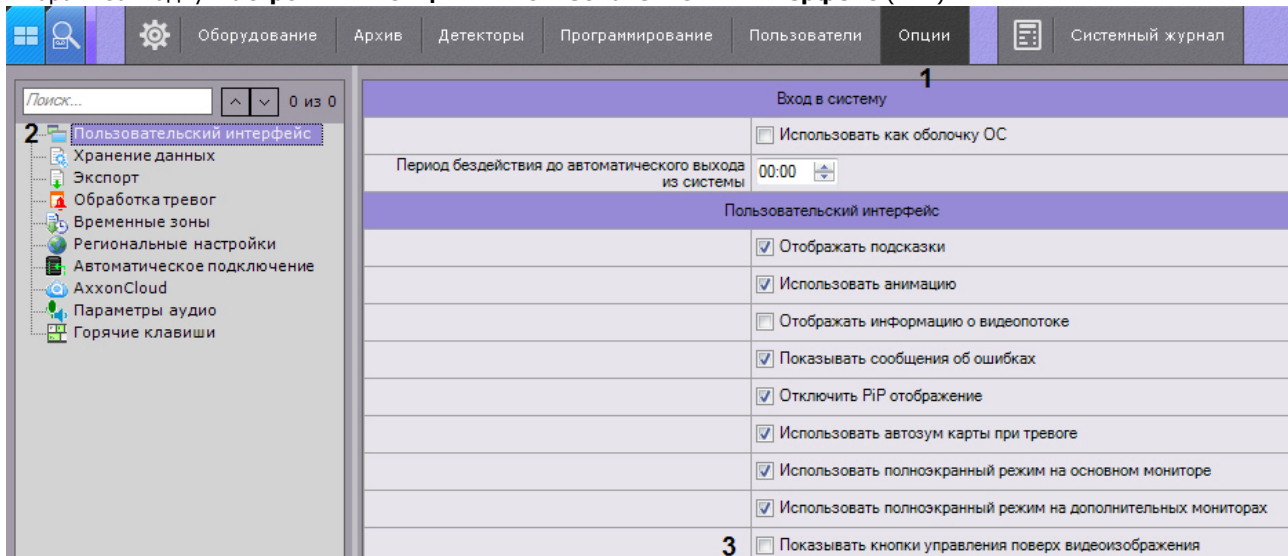 Оборудование Архив Детекторы Программирование Пользователи Опции Системный журнал
1
Поиск... 0 из 0
2 Пользовательский интерфейс
Хранение данных
Экспорт
Обработка тревог
Временные зоны
Региональные настройки
Автоматическое подключение
AxxonCloud
Параметры аудио
Горячие клавиши
Вход в систему
Использовать как оболочку ОС
Период бездействия до автоматического выхода
из системы 00:00
Пользовательский интерфейс
Отображать подсказки
Использовать анимацию
Отображать информацию о видеопотоке
Показывать сообщения об ошибках
Отключить PiP отображение
Использовать автозум карты при тревоге
Использовать полноэкранный режим на основном мониторе
Использовать полноэкранный режим на дополнительных мониторах
3 Показывать кнопки управления поверх видеоизображения